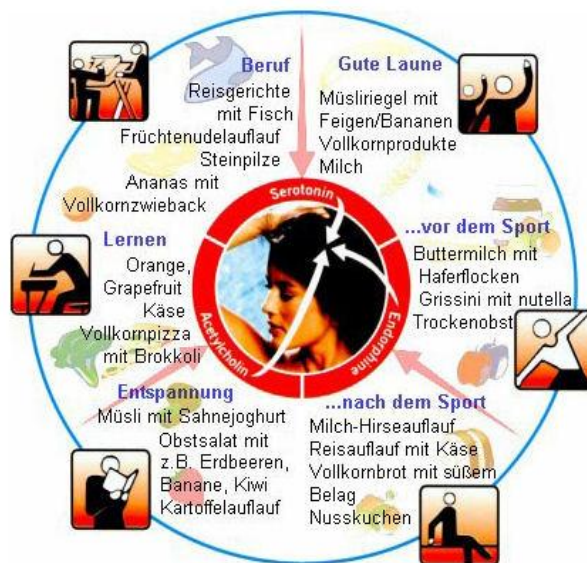 Beruf
Reisgerichte
mit Fisch
Früchtenudelauflauf
Steinpilze
Ananas mit
Vollkornzwieback
Gute Laune
Müsliriegel mit
Feigen/Bananen
Vollkornprodukte
Milch
Serotonin
Lernen
Orange,
Grapefruit
Käse
Vollkornpizza
mit Brokkoli
Acetylcholin
Endorphine
...vor dem Sport
Buttermilch mit
Haferflocken
Grissini mit nutella
Trockenobst
Entspannung
Müsli mit Sahnejoghurt
Obstsalat mit
z.B. Erdbeeren,
Banane, Kiwi
Kartoffelauflauf
...nach dem Sport
Milch-Hirseauflauf
Reisauflauf mit Käse
Vollkornbrot mit süßem
Belag
Nusskuchen